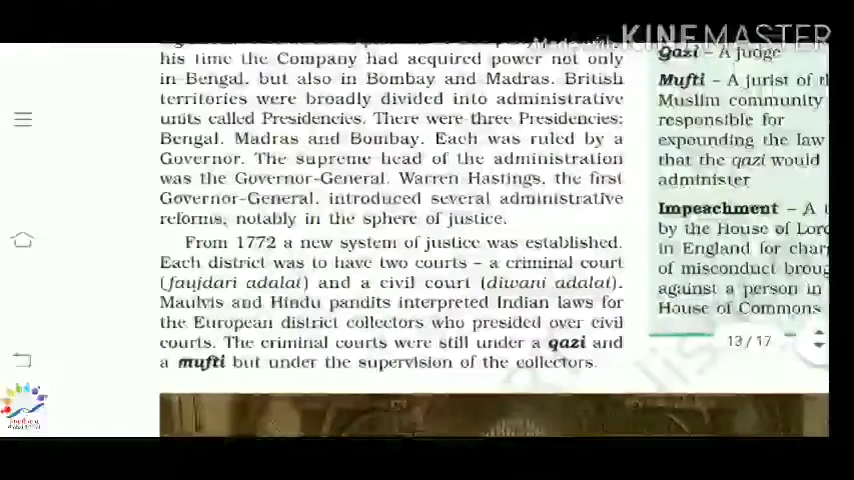 Made with KINEMASTER
his time the Company had acquired power not only
in Bengal, but also in Bombay and Madras. British
territories were broadly divided into administrative
units called Presidencies. There were three Presidencies:
Bengal, Madras and Bombay. Each was ruled by a
Governor. The supreme head of the administration
was the Governor-General. Warren Hastings, the first
Governor-General, introduced several administrative
reforms, notably in the sphere of justice.
From 1772 a new system of justice was established.
Each district was to have two courts – a criminal court
(faujdari adalat) and a civil court (diwani adalat).
Maulvis and Hindu pandits interpreted Indian laws for
the European district collectors who presided over civil
courts. The criminal courts were still under a qazi and
a mufti but under the supervision of the collectors.
Qazi – A judge
Mufti – A jurist of
Muslim community
responsible for
expounding the law
that the qazi would
administer
Impeachment – A
by the House of
in England for
of misconduct
against a person in
House of Commons
13/17